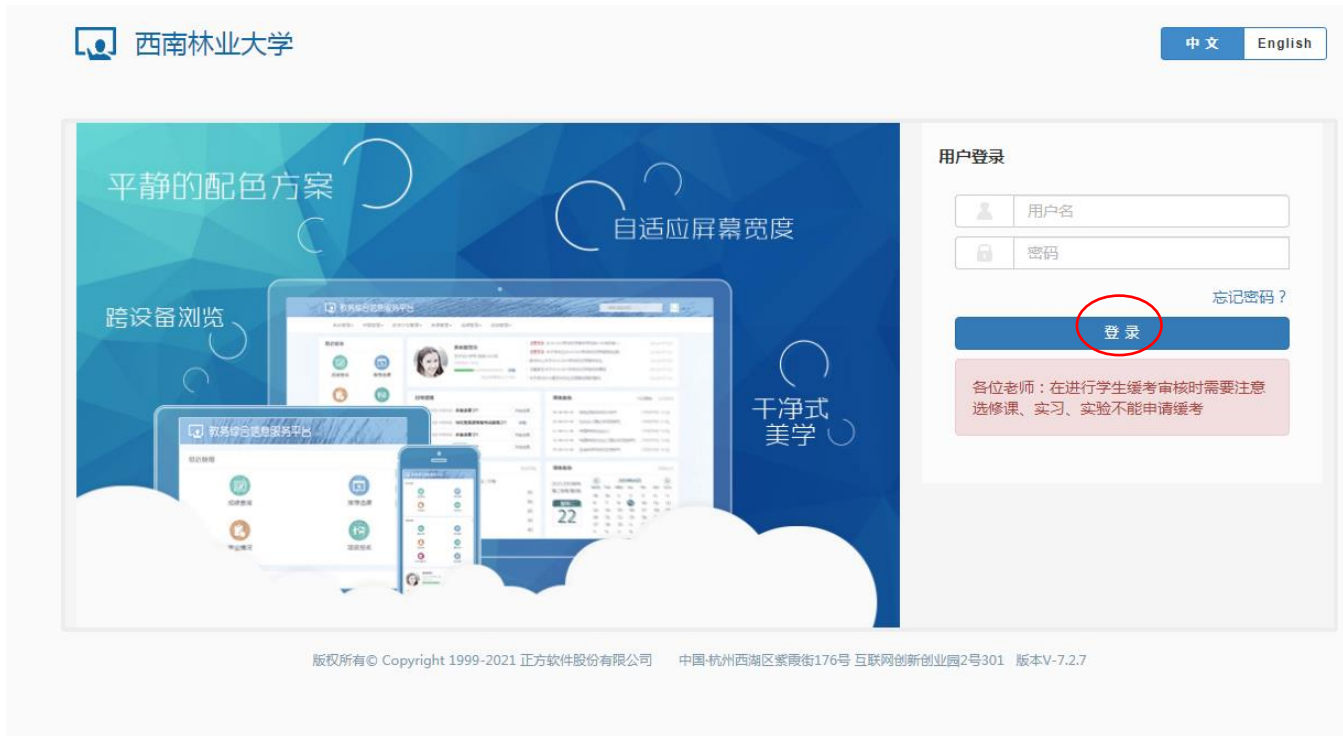 西南林业大学
中文 English
用户登录
平静的配色方案
自适应屏幕宽度
用户名
密码
忘记密码？
跨设备浏览
教务综合信息服务平台
登 录
各位老师：在进行学生缓考审核时需要注意
选修课、实习、实验不能申请缓考
干净式
美学
教务综合信息服务平台
22
版权所有© Copyright 1999-2021 正方软件股份有限公司 中国·杭州西湖区紫霞街176号 互联网创新创业园2号301 版本V-7.2.7